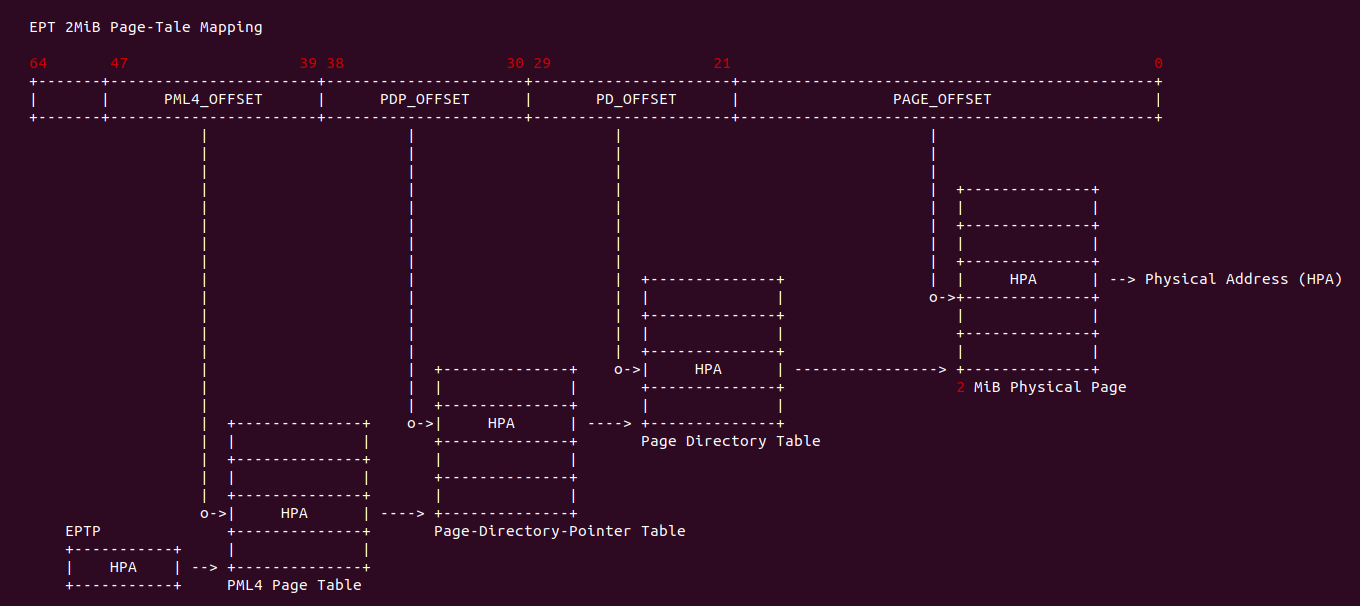 EPT 2MiB Page-Tale Mapping
64 47 39 38 30 29 21 0
PML4_OFFSET PDP_OFFSET PD_OFFSET PAGE_OFFSET
HPA --> Physical Address (HPA)
HPA
2 MiB Physical Page
HPA
Page Directory Table
HPA
EPTP Page-Directory-Pointer Table
HPA
PML4 Page Table